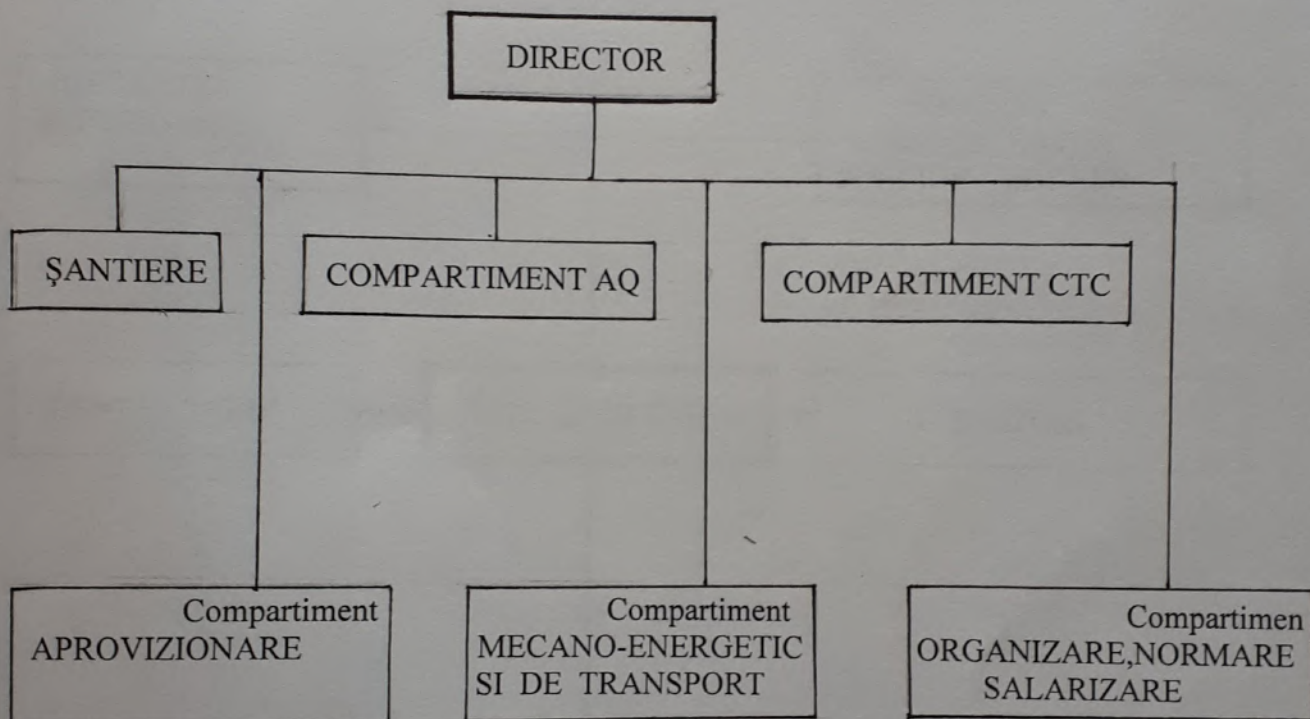 DIRECTOR
ŞANTIERE
COMPARTIMENT AQ
COMPARTIMENT CTC
Compartiment
APROVIZIONARE
Compartiment
MECANO-ENERGETIC
SI DE TRANSPORT
Compartimen
ORGANIZARE,NORMARE
SALARIZARE